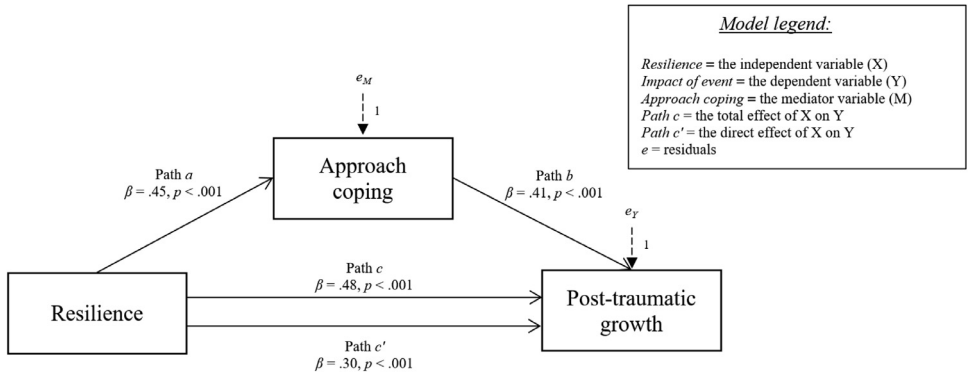 Model legend:
Resilience = the independent variable (X)
Impact of event = the dependent variable (Y)
Approach coping = the mediator variable (M)
Path c = the total effect of X on Y
Path c' = the direct effect of X on Y
e = residuals
eM
1
Approach
coping
Path a
β = .45, p < .001
Path b
β = .41, p < .001
eY
1
Resilience
Path c
β = .48, p < .001
Post-traumatic
growth
Path c'
β = .30, p < .001